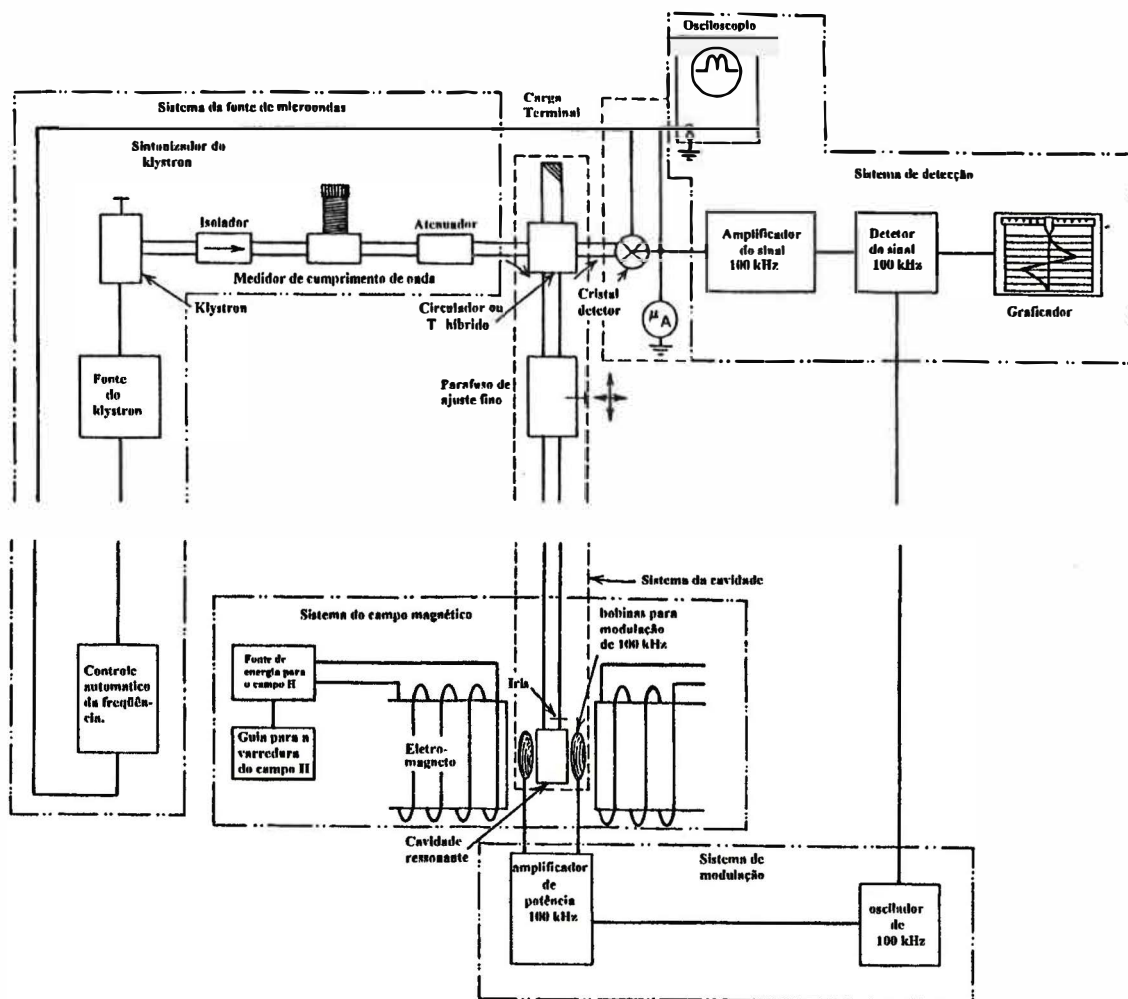 Osciloscopio
Sistema da fonte de microondas
Carga
Terminal
Sintonizador do
klystron
Sistema de detecção
Isolador
Atenuador
Amplificador
do sinal
100 kHz
Detetor
do sinal
100 kHz
Medidor de cumprimento de onda
Klystron
Circulador ou
T híbrido
Cristal
detetor
μA
Graficador
Fonte
do
klystron
Parafuso de
ajuste fino
Sistema da cavidade
Sistema do campo magnético
bobinas para
modulação
de 100 kHz
Fonte de
energia para
o campo H
Iris
Controle
automatico
da freqüên-
cia.
Guia para a
varredura
do campo H
Eletro-
magneto
Cavidade
ressonante
Sistema de
modulação
amplificador
de
potência
100 kHz
oscilador
de
100 kHz